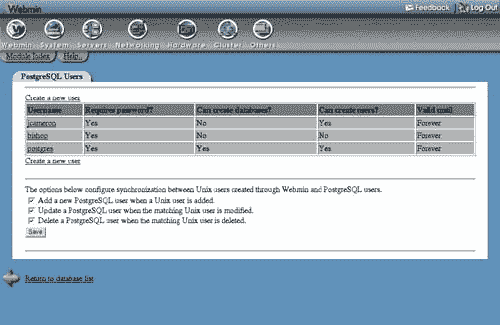 Webmin
Feedback Log Out
Webmin System Servers Networking Hardware Cluster Others
Module Index Help..
PostgreSQL Users
Create a new user
Username Requires password? Can create databases? Can create users? Valid until
jcameron Yes No Yes Forever
bishop Yes No No Forever
postgres Yes Yes Yes Forever
Create a new user
The options below configure synchronization between Unix users created through Webmin and PostgreSQL users.
Add a new PostgreSQL user when a Unix user is added.
Update a PostgreSQL user when the matching Unix user is modified.
Delete a PostgreSQL user when the matching Unix user is deleted.
Save
Return to database list